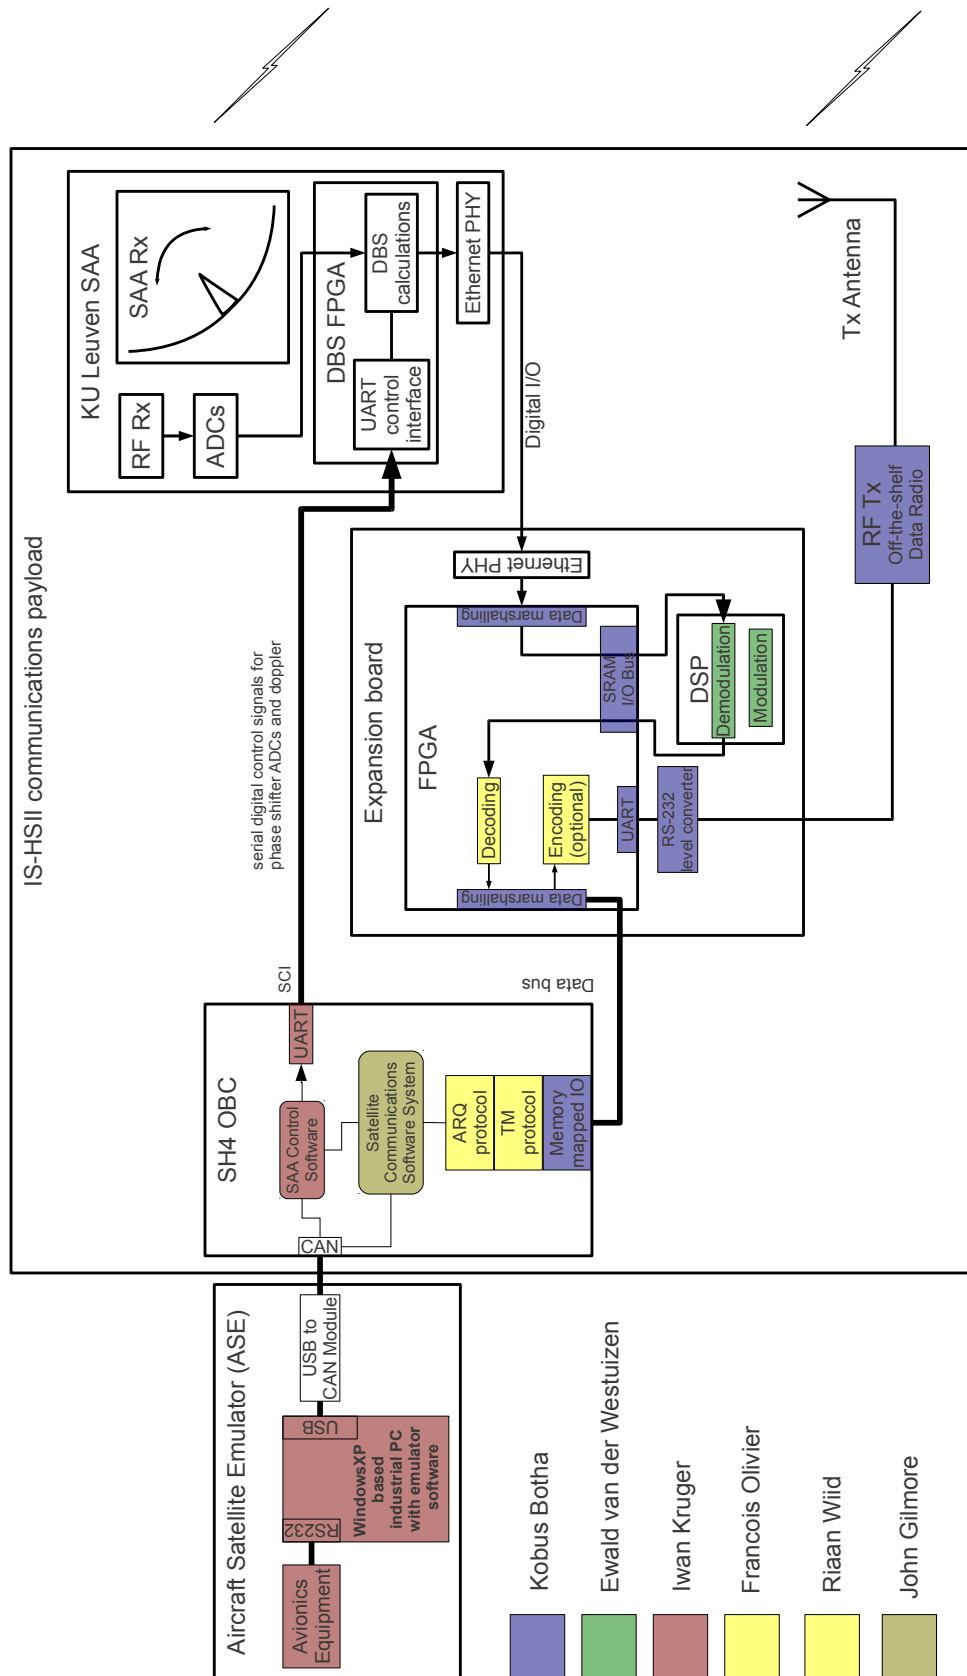 IS-HSII communications payload
Aircraft Satellite Emulator (ASE)
Avionics
Equipment
RS232
WindowsXP
based
industrial PC
with emulator
software
USB
USB to
CAN Module
SH4 OBC
CAN
SAA Control
Software
UART
Satellite
Communications
Software System
ARQ
protocol
TM
protocol
Memory
mapped IO
SCI
serial digital control signals for
phase shifter ADCs and doppler
Data bus
KU Leuven SAA
RF Rx
ADCs
SAA Rx
DBS FPGA
UART
control
interface
DBS
calculations
Ethernet PHY
Digital I/O
Expansion board
FPGA
Ethernet PHY
Data marshalling
Decoding
Encoding
(optional)
Data marshalling
SRAM
I/O Bus
UART
DSP
Demodulation
Modulation
RS-232
level converter
RF Tx
Off-the-shelf
Data Radio
Tx Antenna
Kobus Botha
Ewald van der Westuizen
Iwan Kruger
Francois Olivier
Riaan Wiid
John Gilmore